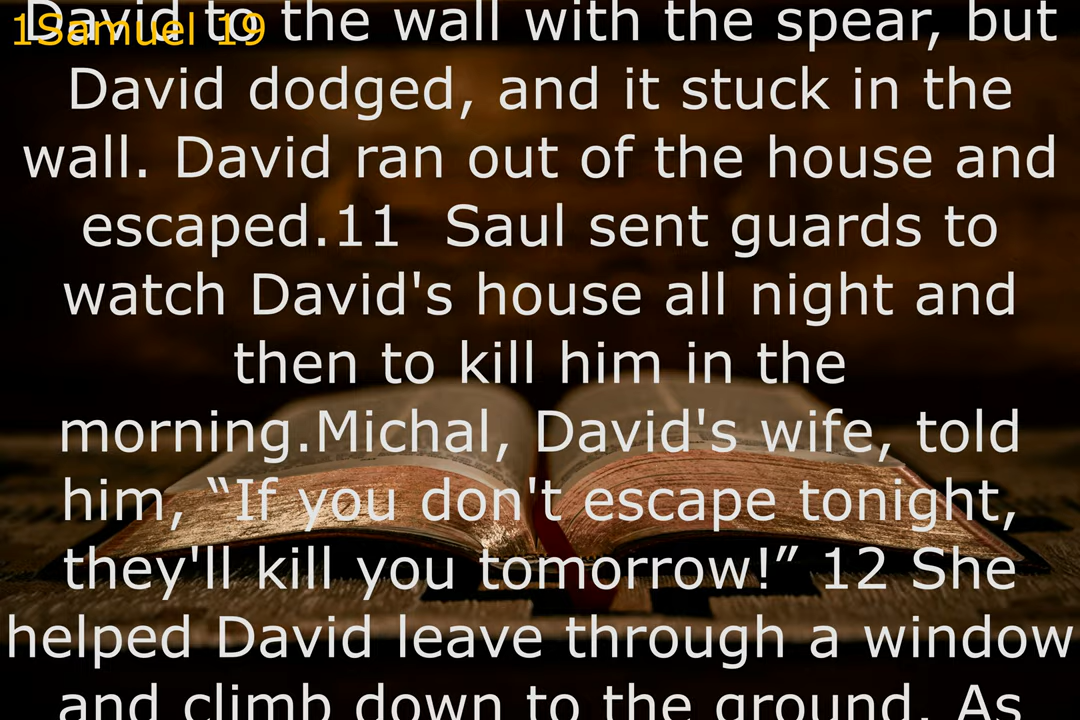 1Samuel 19
David to the wall with the spear, but
David dodged, and it stuck in the
wall. David ran out of the house and
escaped.11  Saul sent guards to
watch David's house all night and
then to kill him in the
morning.Michal, David's wife, told
him, “If you don't escape tonight,
they'll kill you tomorrow!” 12 She
helped David leave through a window
and climb down to the ground. As